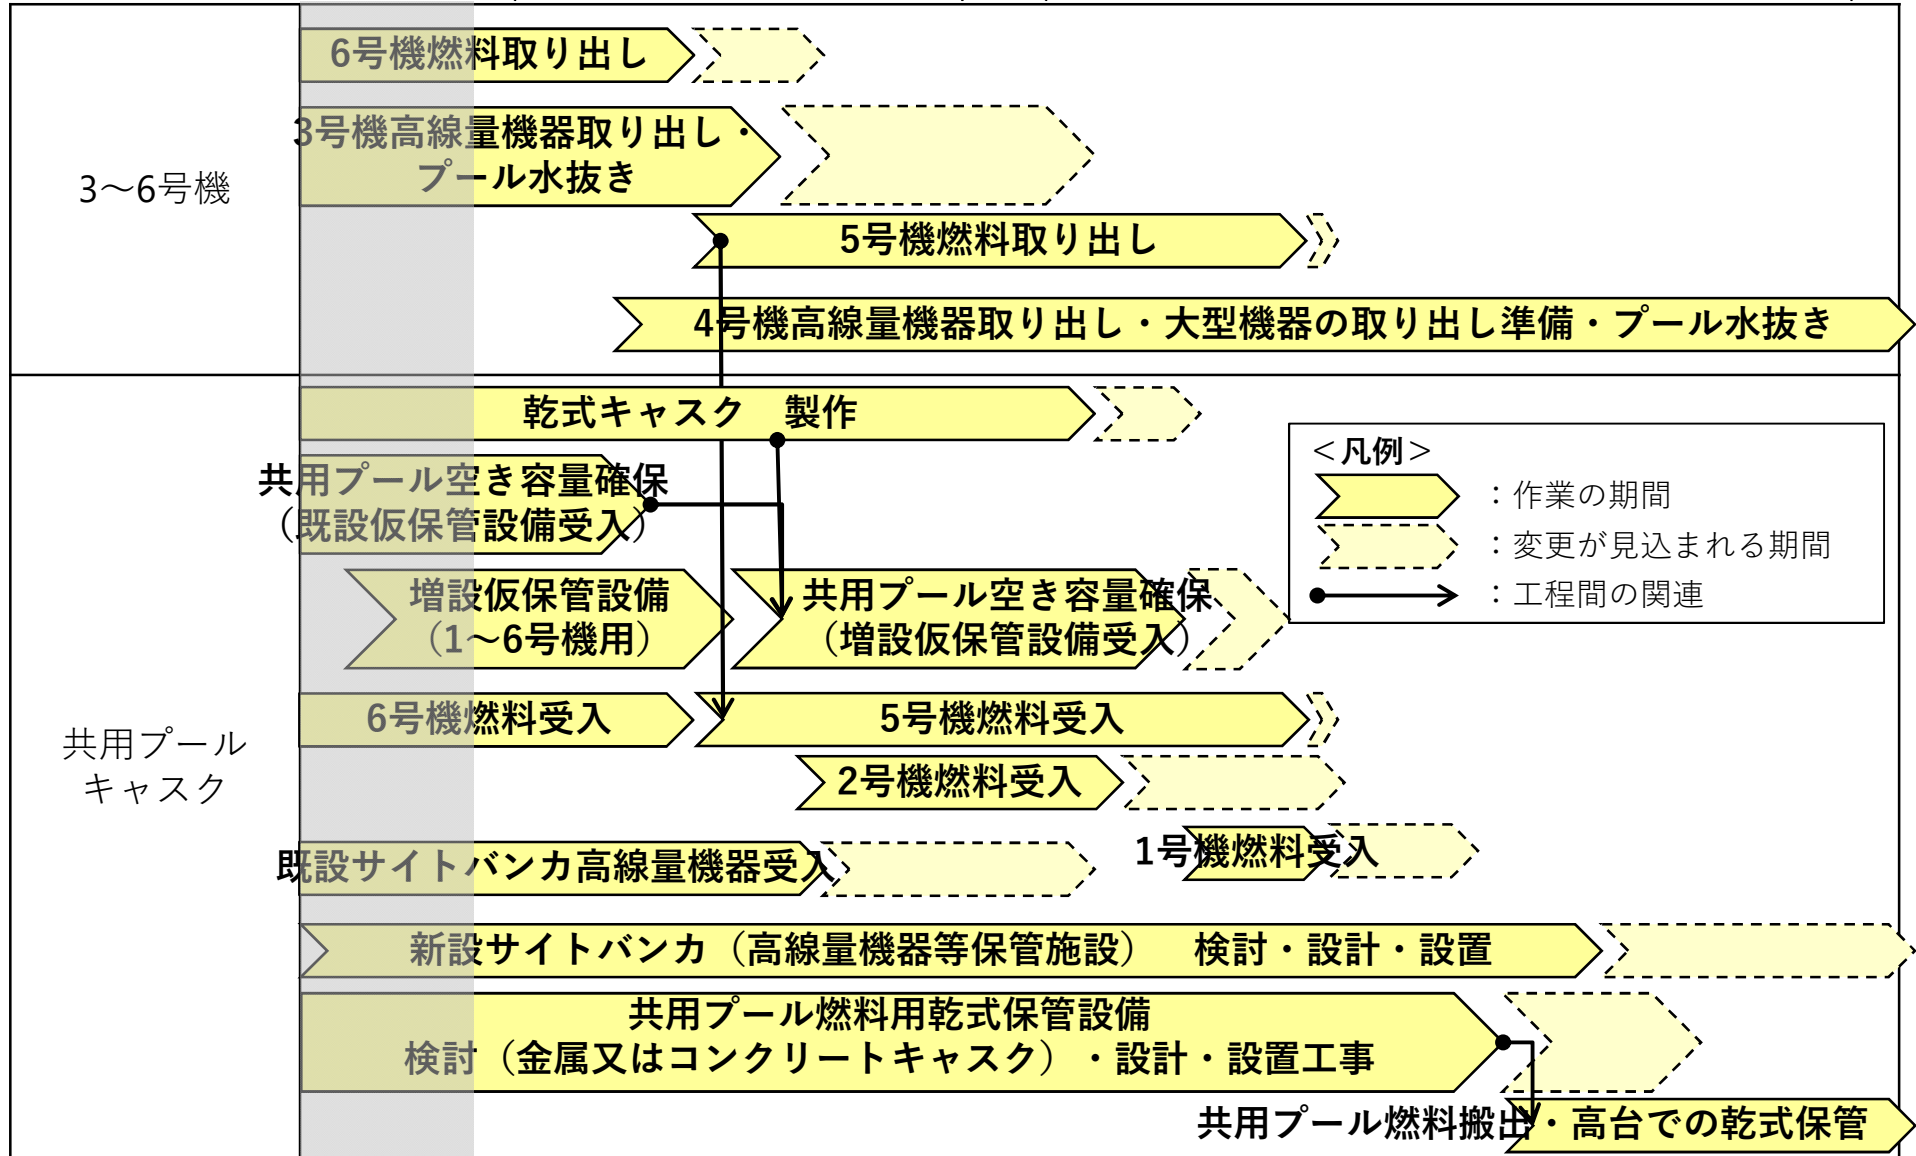 3～6号機
6号機燃料取り出し
3号機高線量機器取り出し・
プール水抜き
5号機燃料取り出し
4号機高線量機器取り出し・大型機器の取り出し準備・プール水抜き
共用プール
キャスク
乾式キャスク　製作
共用プール空き容量確保
（既設仮保管設備受入）
増設仮保管設備
（1～6号機用）
共用プール空き容量確保
（増設仮保管設備受入）
6号機燃料受入
5号機燃料受入
2号機燃料受入
既設サイトバンカ高線量機器受入
1号機燃料受入
新設サイトバンカ（高線量機器等保管施設）　検討・設計・設置
共用プール燃料用乾式保管設備
検討（金属又はコンクリートキャスク）・設計・設置工事
共用プール燃料搬出・高台での乾式保管
＜凡例＞
：作業の期間
：変更が見込まれる期間
：工程間の関連